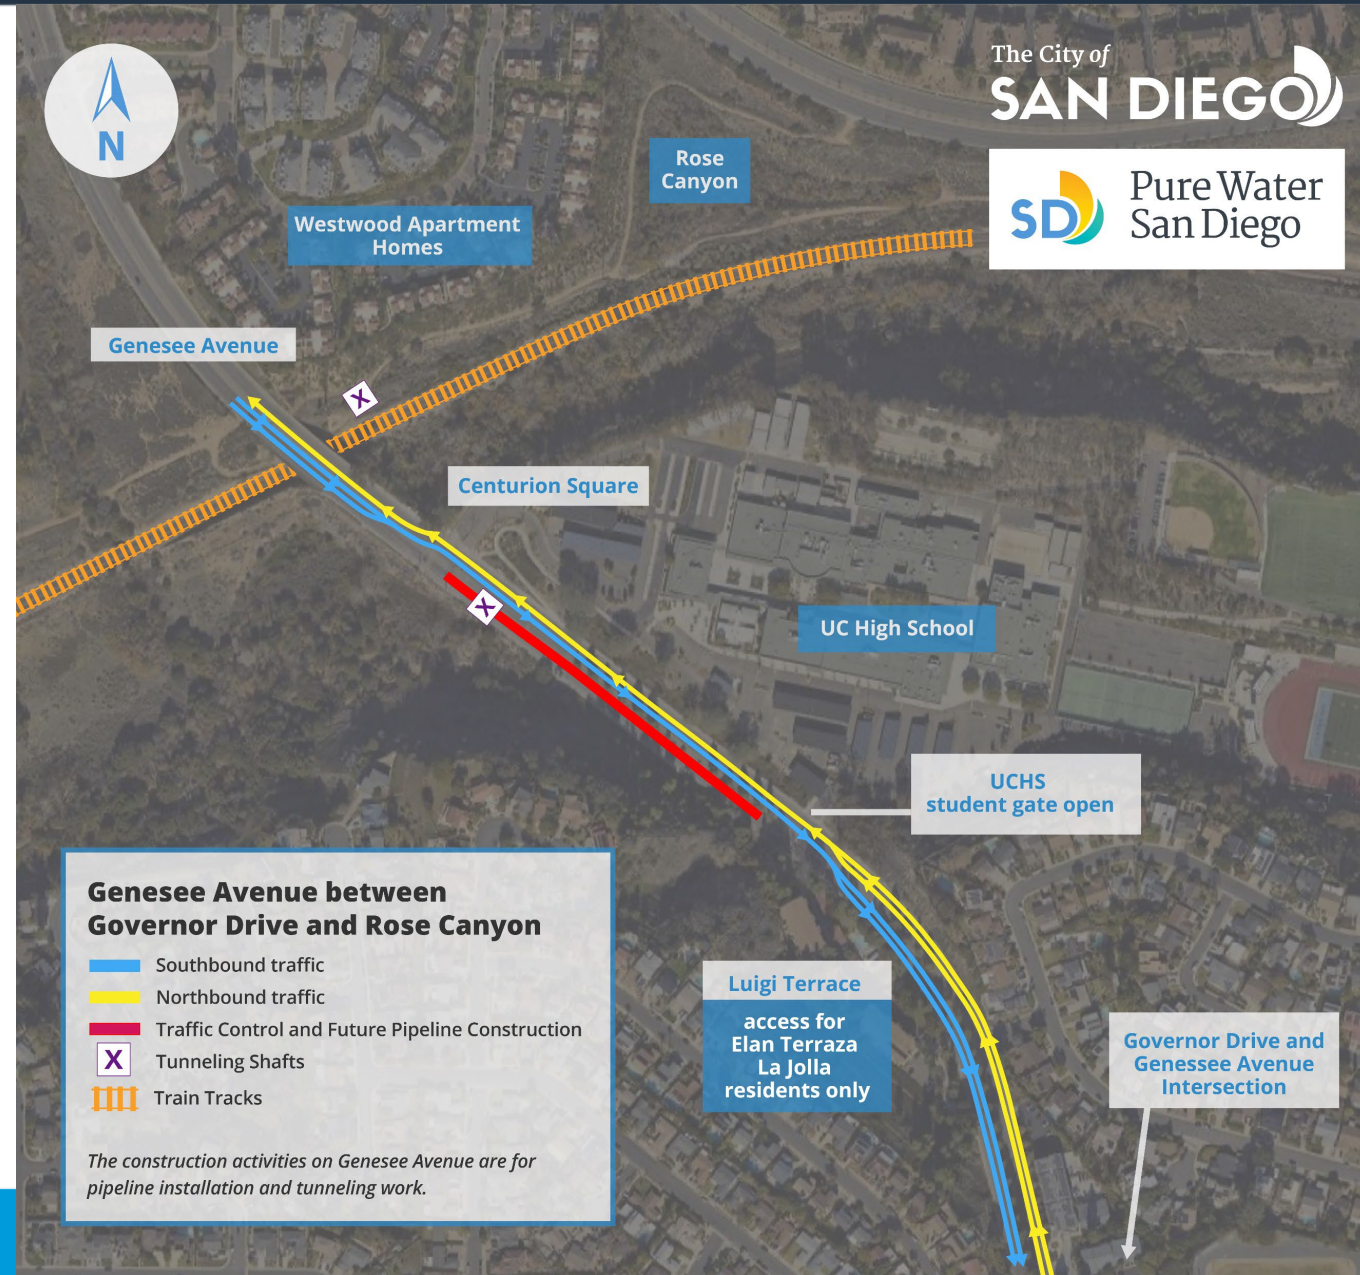 N
The City of
SAN DIEGO
SD
Pure Water
San Diego
Rose
Canyon
Westwood Apartment
Homes
Genesee Avenue
X
Centurion Square
X
UC High School
UCHS
student gate open
Luigi Terrace
access for
Elan Terraza
La Jolla
residents only
Governor Drive and
Genessee Avenue
Intersection
Genesee Avenue between
Governor Drive and Rose Canyon
Southbound traffic
Northbound traffic
Traffic Control and Future Pipeline Construction
X Tunneling Shafts
Train Tracks
The construction activities on Genesee Avenue are for
pipeline installation and tunneling work.